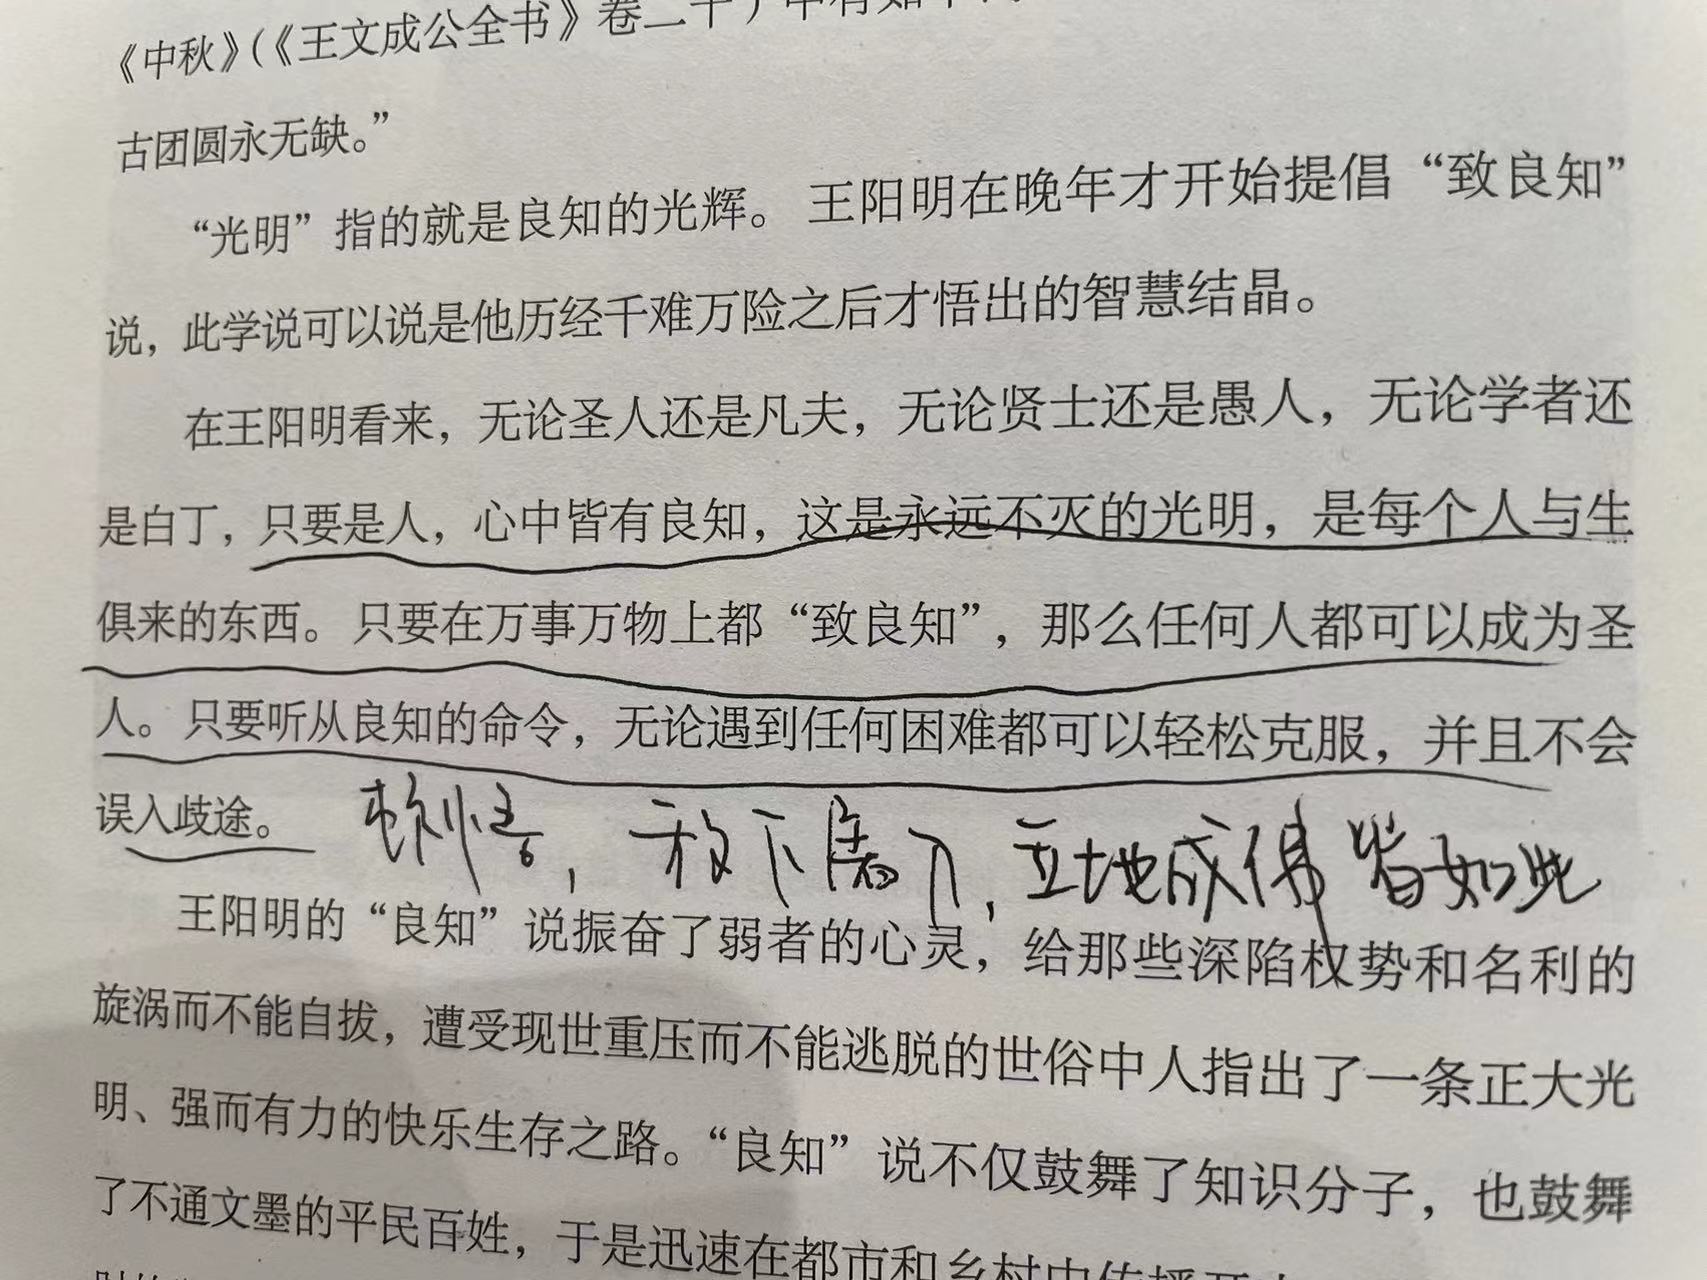 《中秋》(《王文成公全书》卷二十)中有如下
古团圆永无缺。”
“光明”指的就是良知的光辉。王阳明在晚年才开始提倡“致良知”
说，此学说可以说是他历经千难万险之后才悟出的智慧结晶。
在王阳明看来，无论圣人还是凡夫，无论贤士还是愚人，无论学者还
是白丁，只要是人，心中皆有良知，这是永远不灭的光明，是每个人与生
俱来的东西。只要在万事万物上都“致良知”，那么任何人都可以成为圣
人。只要听从良知的命令，无论遇到任何困难都可以轻松克服，并且不会
误入歧途。
悟，放下屠刀，立地成佛皆如此
王阳明的“良知”说振奋了弱者的心灵，给那些深陷权势和名利的
旋涡而不能自拔，遭受现世重压而不能逃脱的世俗中人指出了一条正大光
明、强而有力的快乐生存之路。“良知”说不仅鼓舞了知识分子，也鼓舞
了不通文墨的平民百姓，于是迅速在都市和乡村中传播开